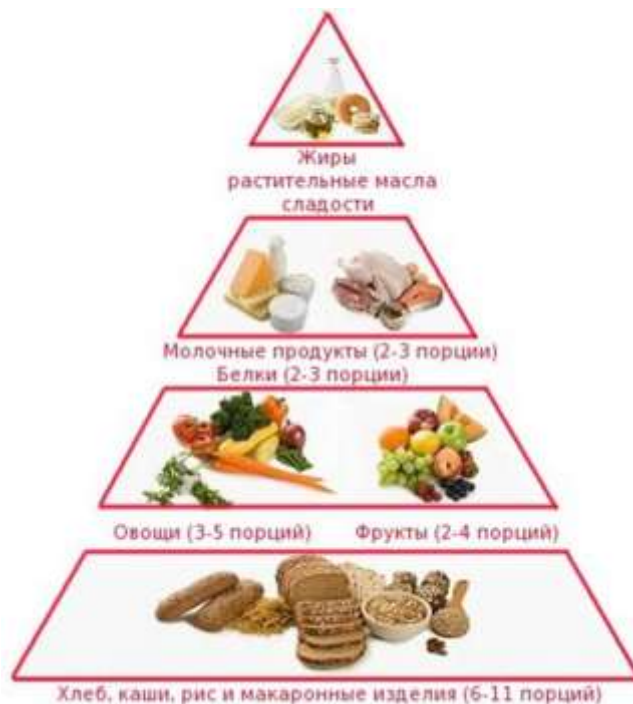 Жиры
растительные масла
сладости
Молочные продукты (2-3 порции)
Белки (2-3 порции)
Овощи (3-5 порций)
Фрукты (2-4 порций)
Хлеб, каши, рис и макаронные изделия (6-11 порций)